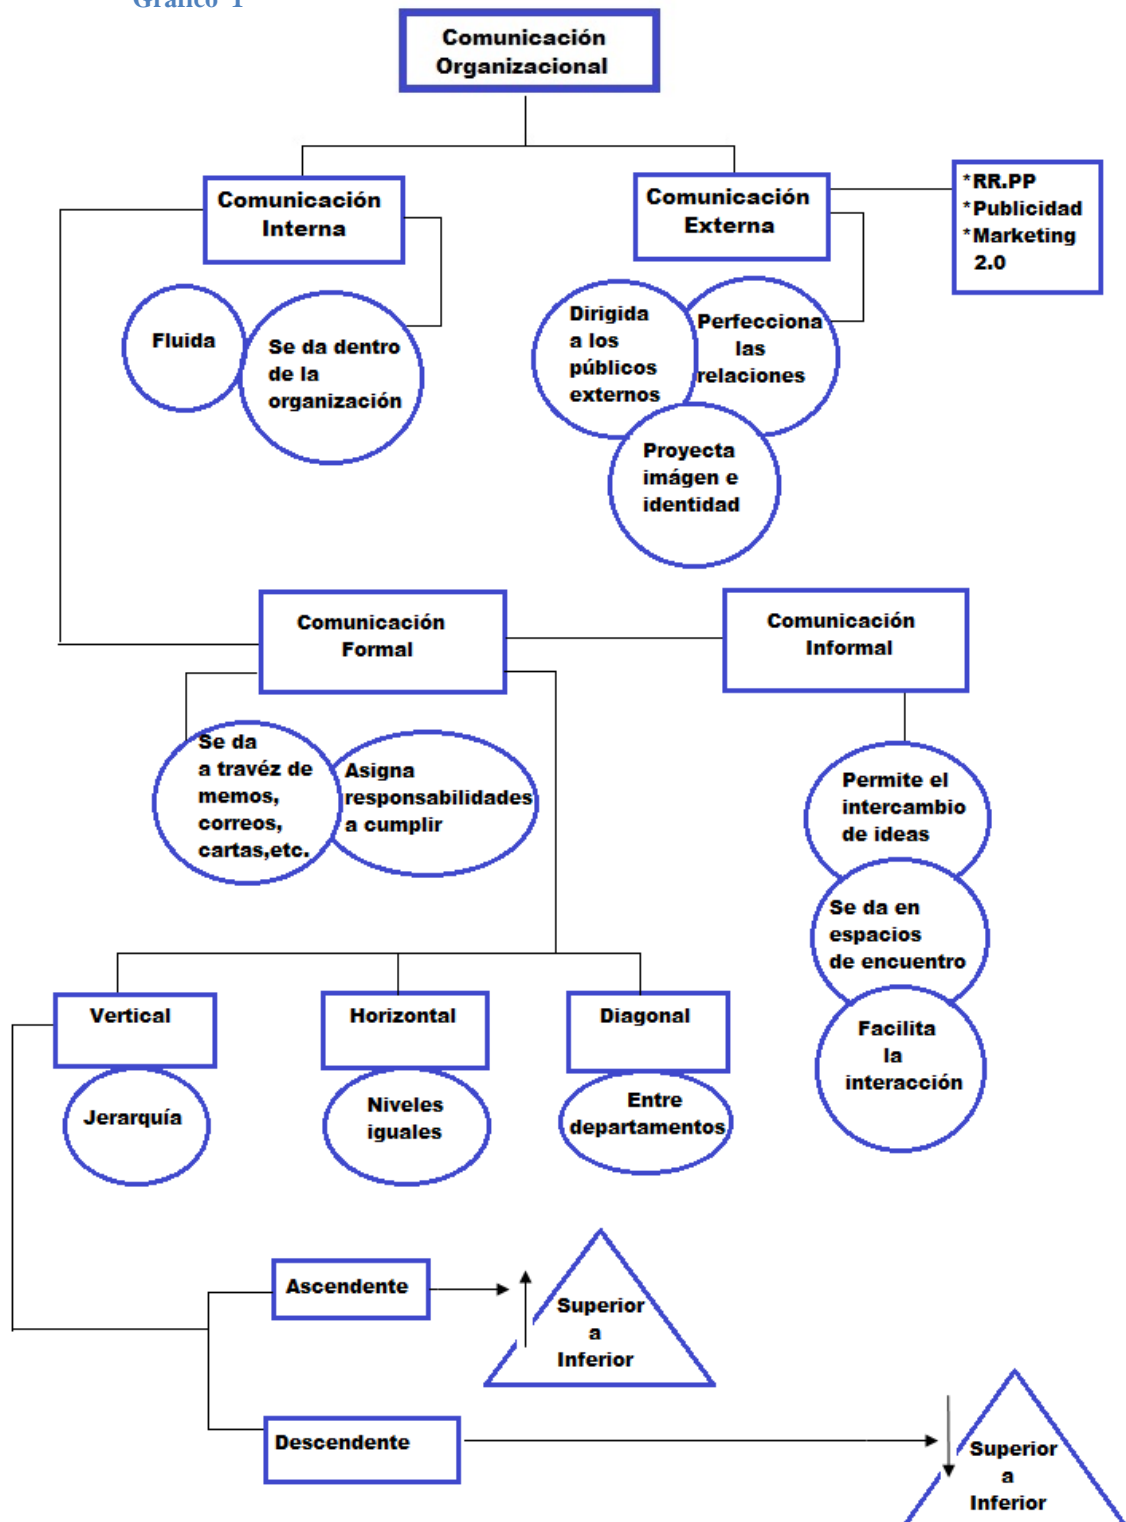 Gráfico 1
Comunicación
Organizacional
Comunicación
Interna
Comunicación
Externa
*RR.PP
*Publicidad
*Marketing
2.0
Fluida
Se da dentro
de la
organización
Dirigida
a los
públicos
externos
Perfecciona
las
relaciones
Proyecta
imágen e
identidad
Comunicación
Formal
Comunicación
Informal
Se da
a travéz de
memos,
correos,
cartas,etc.
Asigna
responsabilidades
a cumplir
Permite el
intercambio
de ideas
Se da en
espacios
de encuentro
Facilita
la
interacción
Vertical
Horizontal
Diagonal
Jerarquía
Niveles
iguales
Entre
departamentos
Ascendente
Superior
a
Inferior
Descendente
Superior
a
Inferior